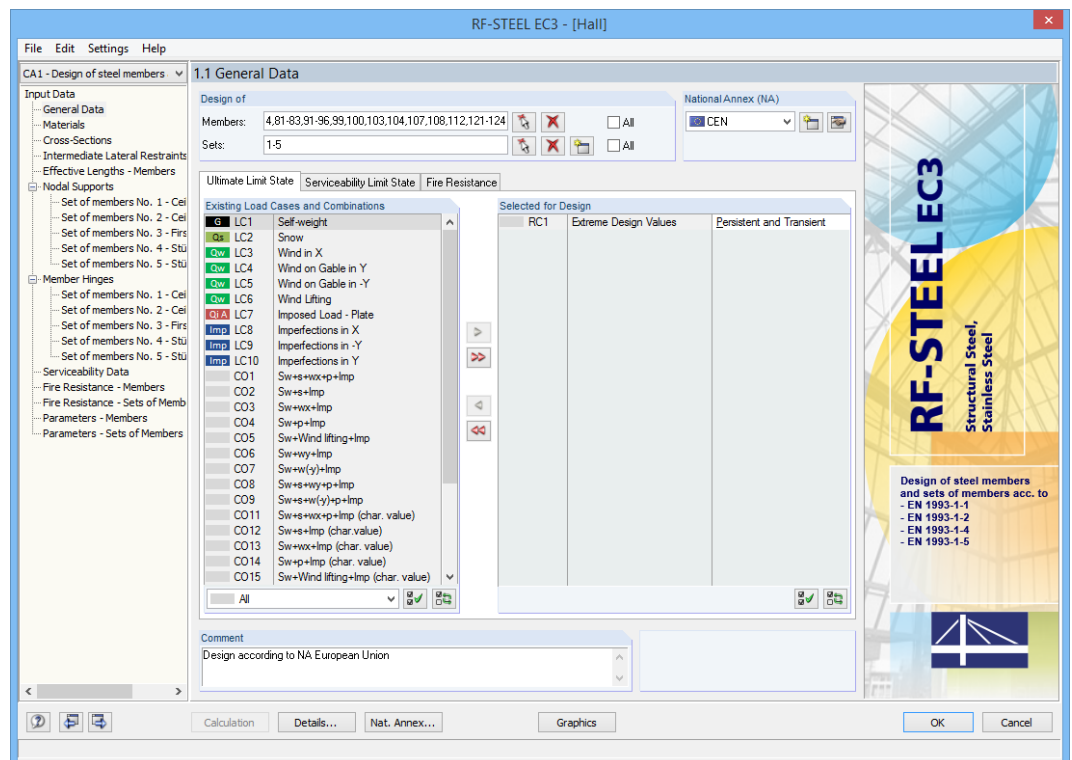 RF-STEEL EC3 - [Hall]
File Edit Settings Help
CA1 - Design of steel members
1.1 General Data
Input Data
General Data
Materials
Cross-Sections
Intermediate Lateral Restraints
Effective Lengths - Members
Nodal Supports
Set of members No. 1 - Cei
Set of members No. 2 - Cei
Set of members No. 3 - Firs
Set of members No. 4 - Stü
Set of members No. 5 - Stü
Member Hinges
Set of members No. 1 - Cei
Set of members No. 2 - Cei
Set of members No. 3 - Firs
Set of members No. 4 - Stü
Set of members No. 5 - Stü
Serviceability Data
Fire Resistance - Members
Fire Resistance - Sets of Memb
Parameters - Members
Parameters - Sets of Members
Design of
Members: 4,81-83,91-96,99,100,103,104,107,108,112,121-124 All
Sets: 1-5 All
National Annex (NA)
CEN
Ultimate Limit State Serviceability Limit State Fire Resistance
Existing Load Cases and Combinations
G LC1 Self-weight
Qs LC2 Snow
Qw LC3 Wind in X
Qw LC4 Wind on Gable in Y
Qw LC5 Wind on Gable in -Y
Qw LC6 Wind Lifting
Qi A LC7 Imposed Load - Plate
Imp LC8 Imperfections in X
Imp LC9 Imperfections in -Y
Imp LC10 Imperfections in Y
CO1 Sw+s+wx+p+Imp
CO2 Sw+s+Imp
CO3 Sw+wx+Imp
CO4 Sw+p+Imp
CO5 Sw+Wind lifting+Imp
CO6 Sw+wy+Imp
CO7 Sw+w(-y)+Imp
CO8 Sw+s+wy+p+Imp
CO9 Sw+s+w(-y)+p+Imp
CO11 Sw+s+wx+p+Imp (char. value)
CO12 Sw+s+Imp (char.value)
CO13 Sw+wx+Imp (char. value)
CO14 Sw+p+Imp (char. value)
CO15 Sw+Wind lifting+Imp (char. value)
All
Selected for Design
RC1 Extreme Design Values Persistent and Transient
Comment
Design according to NA European Union
RF-STEEL EC3
Structural Steel,
Stainless Steel
Design of steel members
and sets of members acc. to
- EN 1993-1-1
- EN 1993-1-2
- EN 1993-1-4
- EN 1993-1-5
Calculation Details... Nat. Annex... Graphics OK Cancel